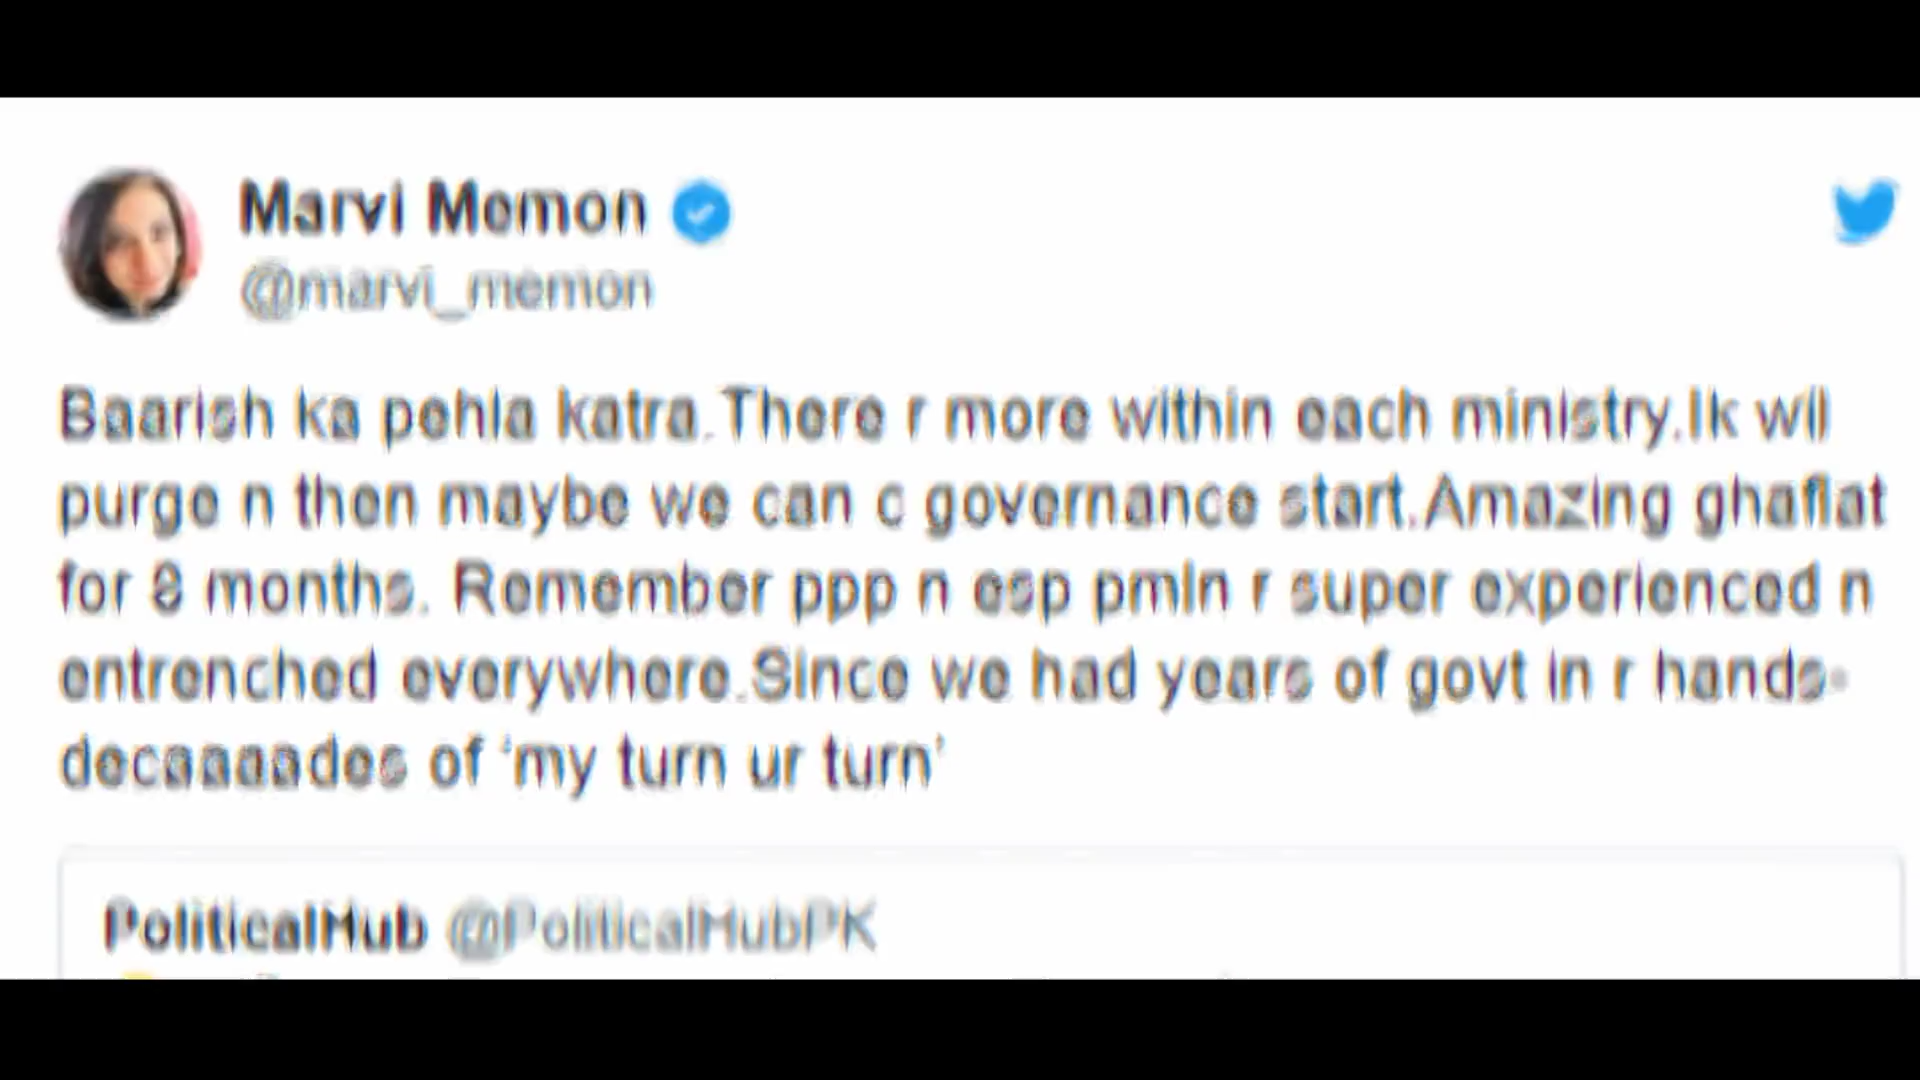 Marvi Memon
@marvi_memon
Baarish ka pehla katra.There r more within each ministry.Ik wil
purge n then maybe we can c governance start.Amazing ghaflat
for 8 months. Remember ppp n esp pmln r super experienced n
entrenched everywhere.Since we had years of govt in r hands-
decaaaades of ‘my turn ur turn’
PoliticalHub @PoliticalHubPK